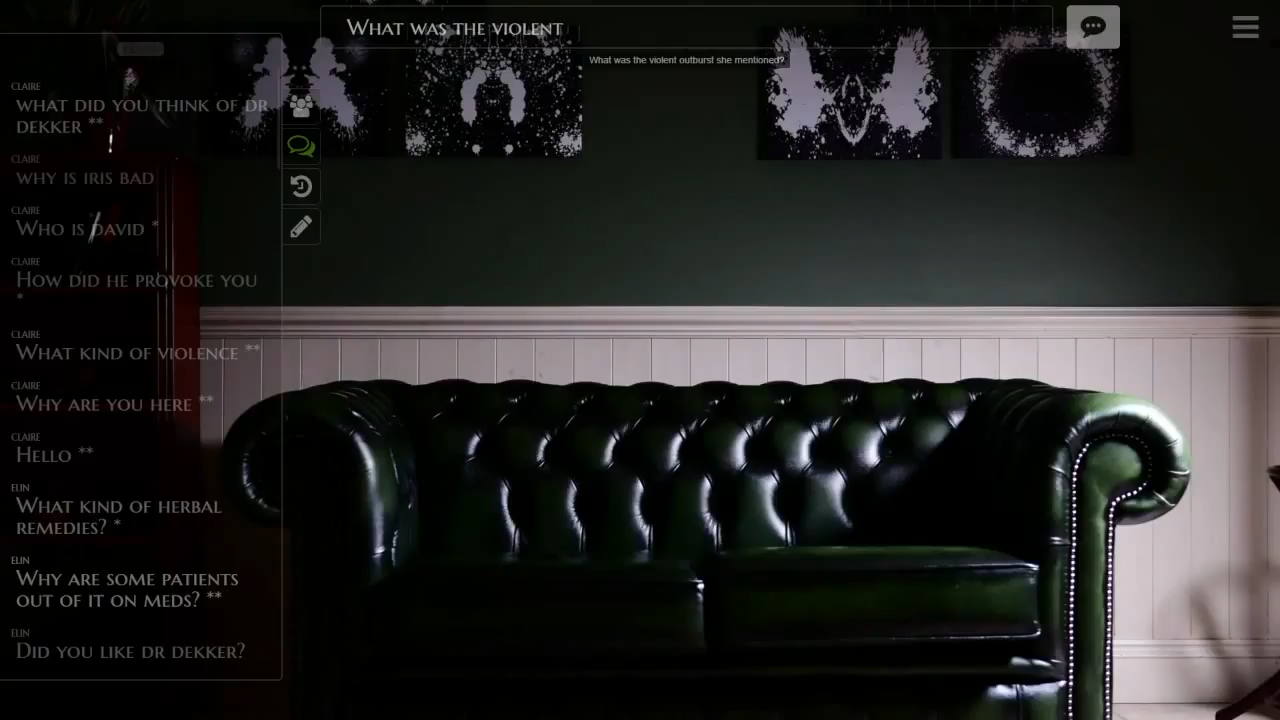 What was the violent
What was the violent outburst she mentioned?
CLAIRE
what did you think of dr
dekker **
CLAIRE
why is iris bad
CLAIRE
Who is david *
CLAIRE
How did he provoke you
*
CLAIRE
What kind of violence **
CLAIRE
Why are you here **
CLAIRE
Hello **
ELIN
What kind of herbal
remedies? *
ELIN
Why are some patients
out of it on meds? **
ELIN
Did you like dr dekker?